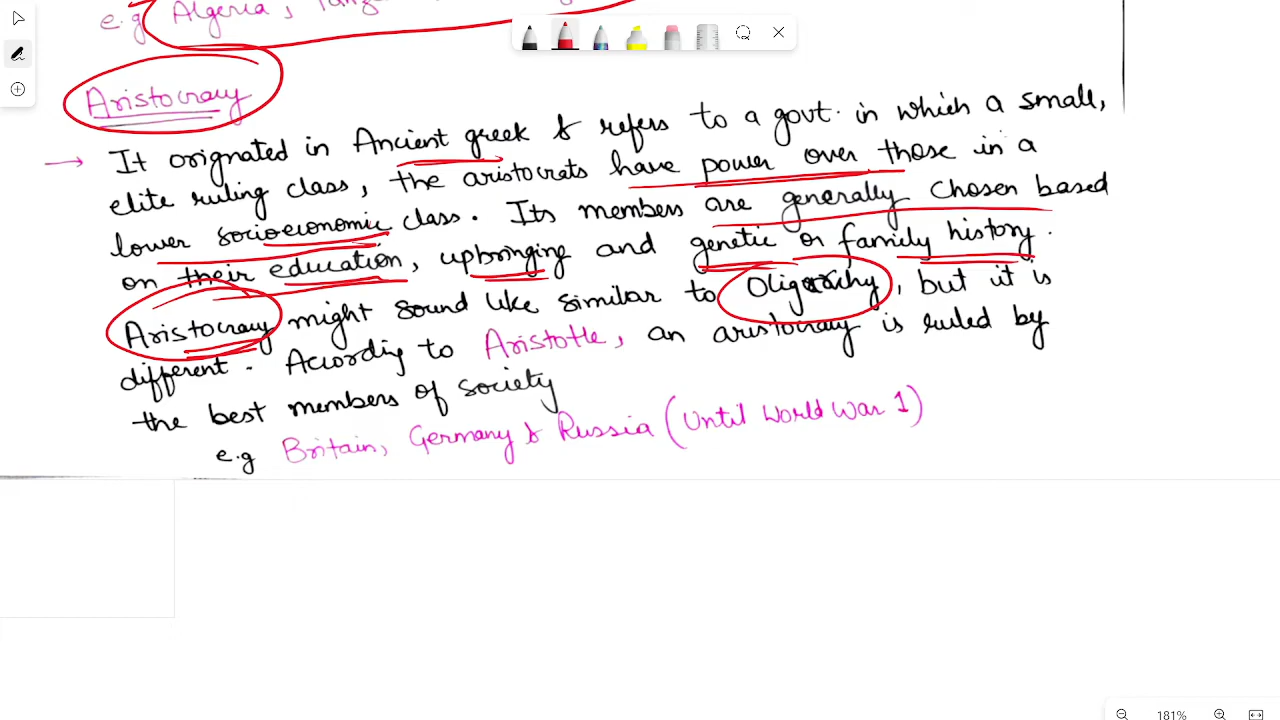 e.g Algeria,
Aristocracy
→ It orignated in Ancient greek & refers to a govt. in which a small,
elite ruling class, the aristocrats have power over those in a
lower socioeconomic class. Its members are generally chosen based
on their education, upbringing and genetic or family history.
Aristocracy might sound like similar to Oligarchy, but it is
different. According to Aristotle, an aristocracy is ruled by
the best members of society
e.g Britain, Germany & Russia (Until World War 1)
181%